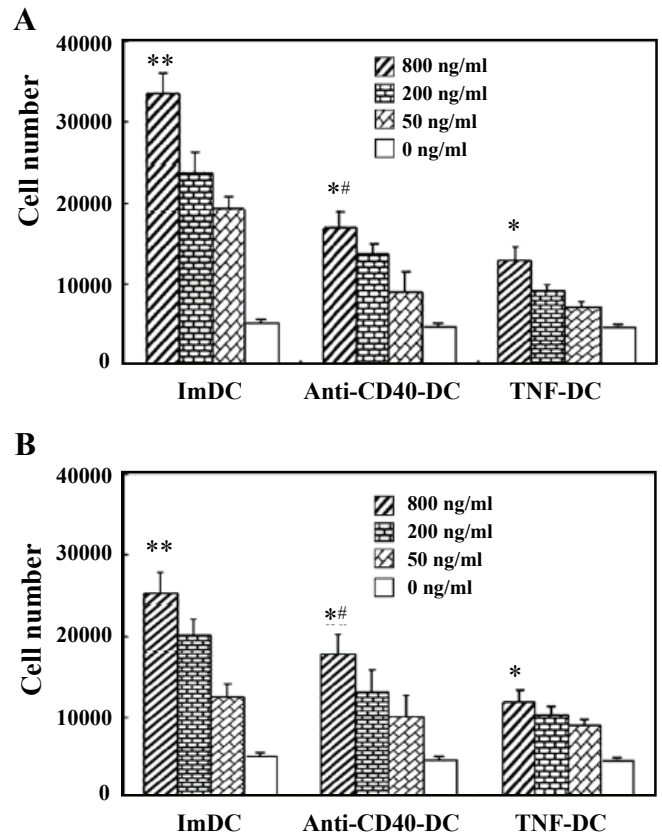 A
40000
30000
20000
10000
0
Cell number
**
*#
*
800 ng/ml
200 ng/ml
50 ng/ml
0 ng/ml
ImDC Anti-CD40-DC TNF-DC
B
40000
30000
20000
10000
0
Cell number
**
*#
*
800 ng/ml
200 ng/ml
50 ng/ml
0 ng/ml
ImDC Anti-CD40-DC TNF-DC